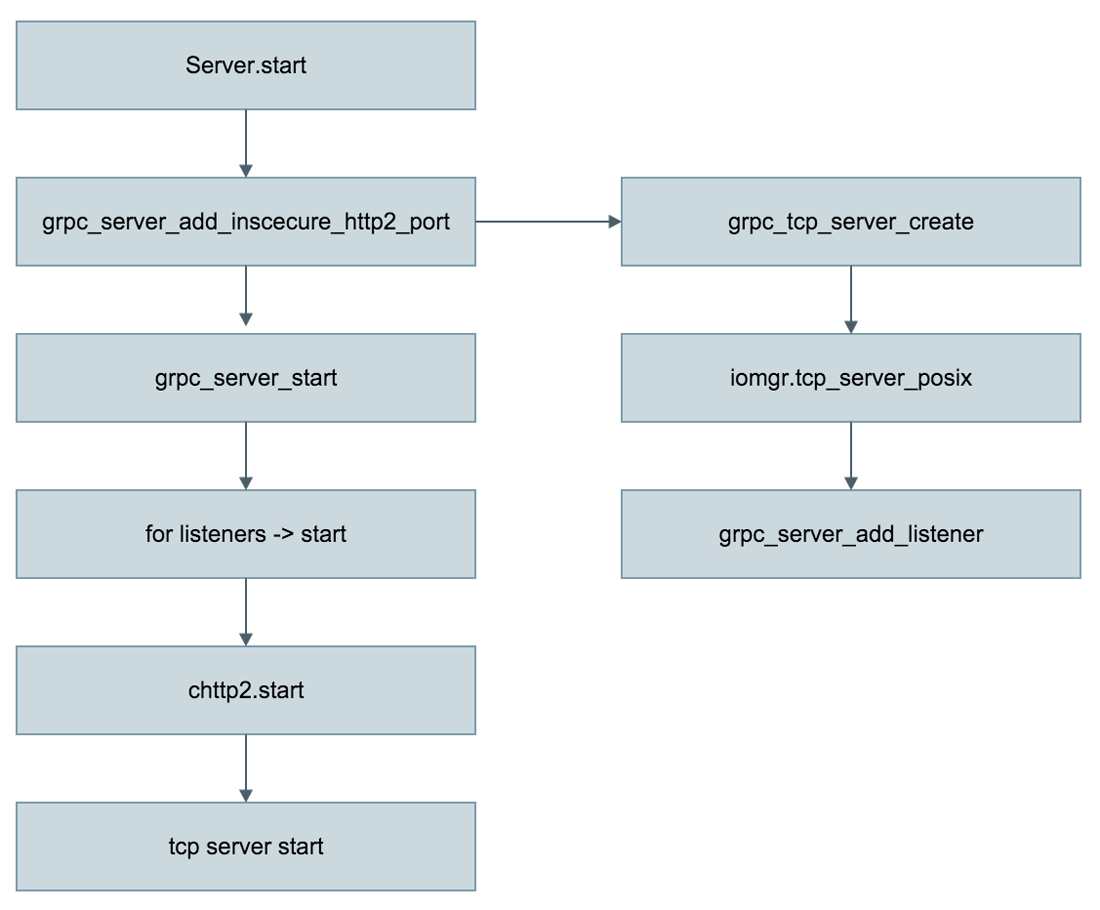 Server.start
grpc_server_add_inscecure_http2_port
grpc_tcp_server_create
grpc_server_start
iomgr.tcp_server_posix
for listeners -> start
grpc_server_add_listener
chttp2.start
tcp server start